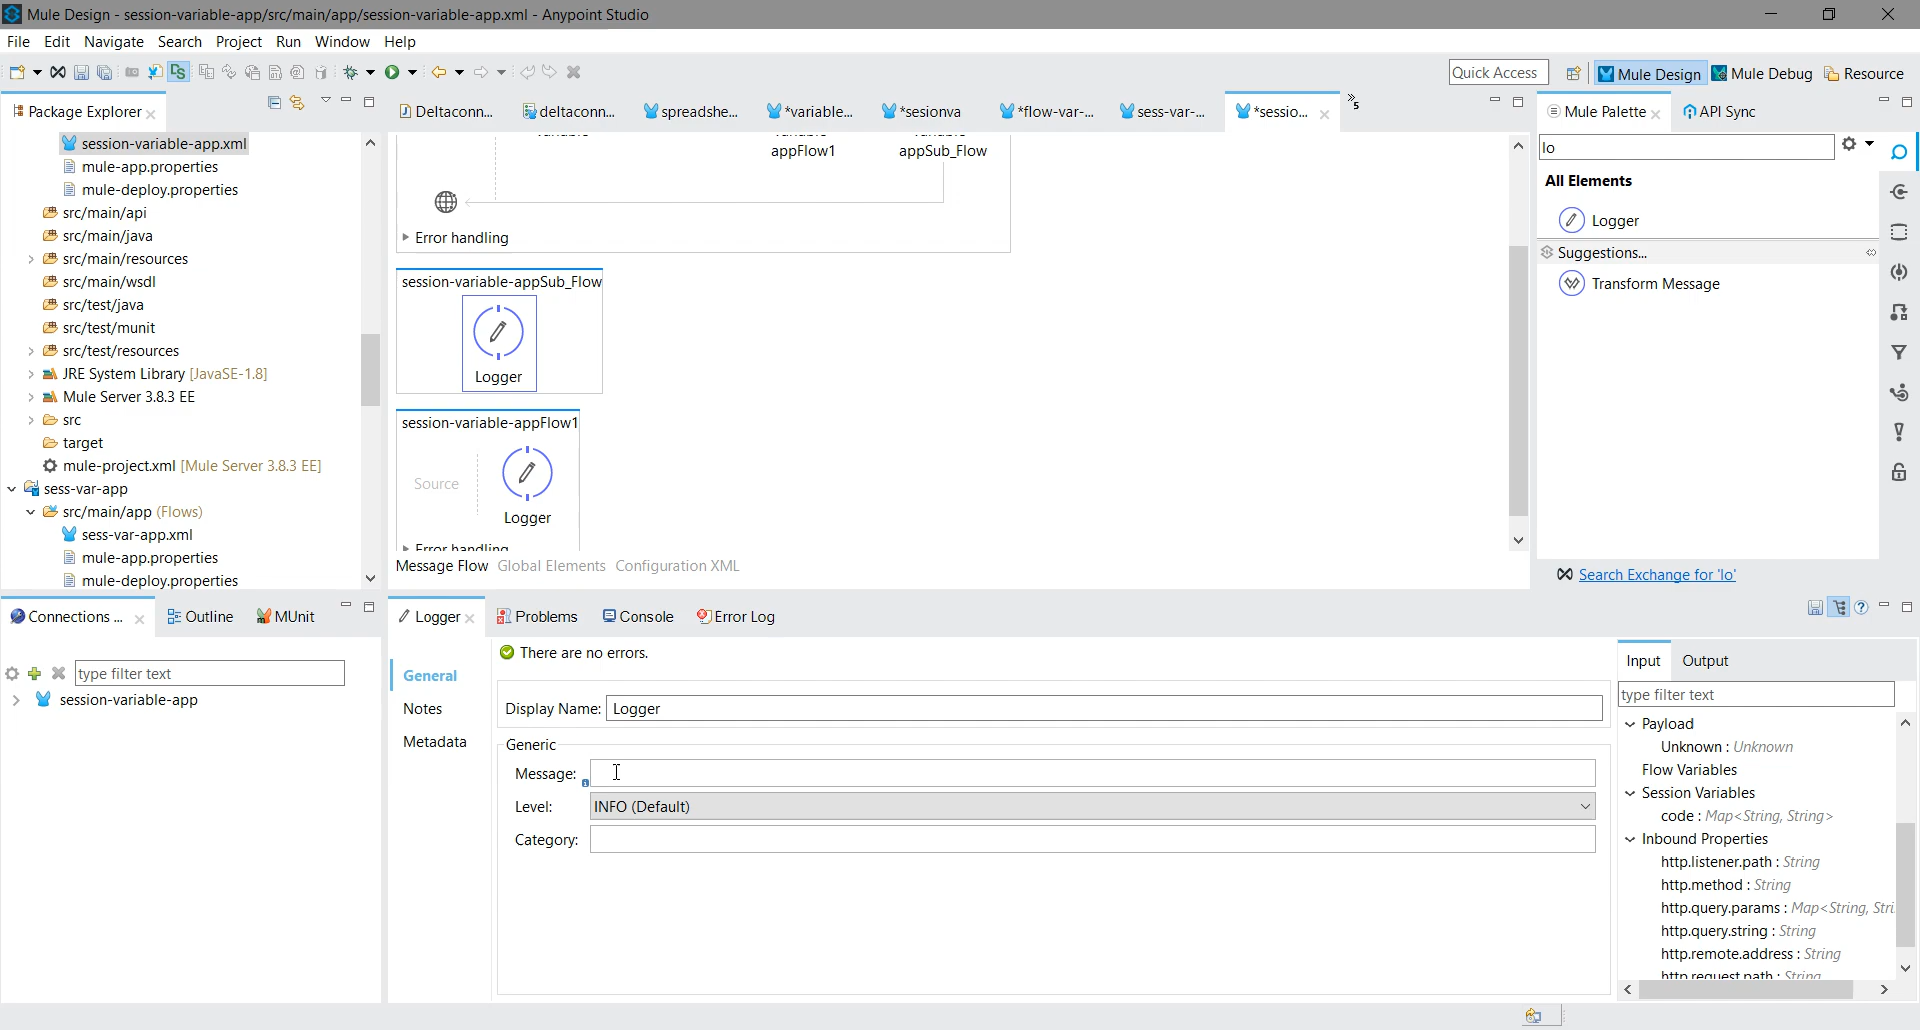 Mule Design - session-variable-app/src/main/app/session-variable-app.xml - Anypoint Studio
File Edit Navigate Search Project Run Window Help
Quick Access Mule Design Mule Debug Resource
Package Explorer
session-variable-app.xml
mule-app.properties
mule-deploy.properties
src/main/api
src/main/java
src/main/resources
src/main/wsdl
src/test/java
src/test/munit
src/test/resources
JRE System Library [JavaSE-1.8]
Mule Server 3.8.3 EE
src
target
mule-project.xml [Mule Server 3.8.3 EE]
sess-var-app
src/main/app (Flows)
sess-var-app.xml
mule-app.properties
mule-deploy.properties
Deltaconn... deltaconn... spreadshe... *variable... *sesionva *flow-var-... sess-var-... *sessio... »5
appFlow1 appSub_Flow
Error handling
session-variable-appSub_Flow
Logger
session-variable-appFlow1
Source
Logger
Error handling
Message Flow Global Elements Configuration XML
Mule Palette API Sync
lo
All Elements
Logger
Suggestions...
Transform Message
Search Exchange for 'lo'
Connections ... Outline MUnit
type filter text
session-variable-app
Logger Problems Console Error Log
There are no errors.
General
Notes
Metadata
Display Name: Logger
Generic
Message:
Level: INFO (Default)
Category:
Input Output
type filter text
Payload
Unknown : Unknown
Flow Variables
Session Variables
code : Map<String, String>
Inbound Properties
http.listener.path : String
http.method : String
http.query.params : Map<String, Stri
http.query.string : String
http.remote.address : String
http.request.path : String